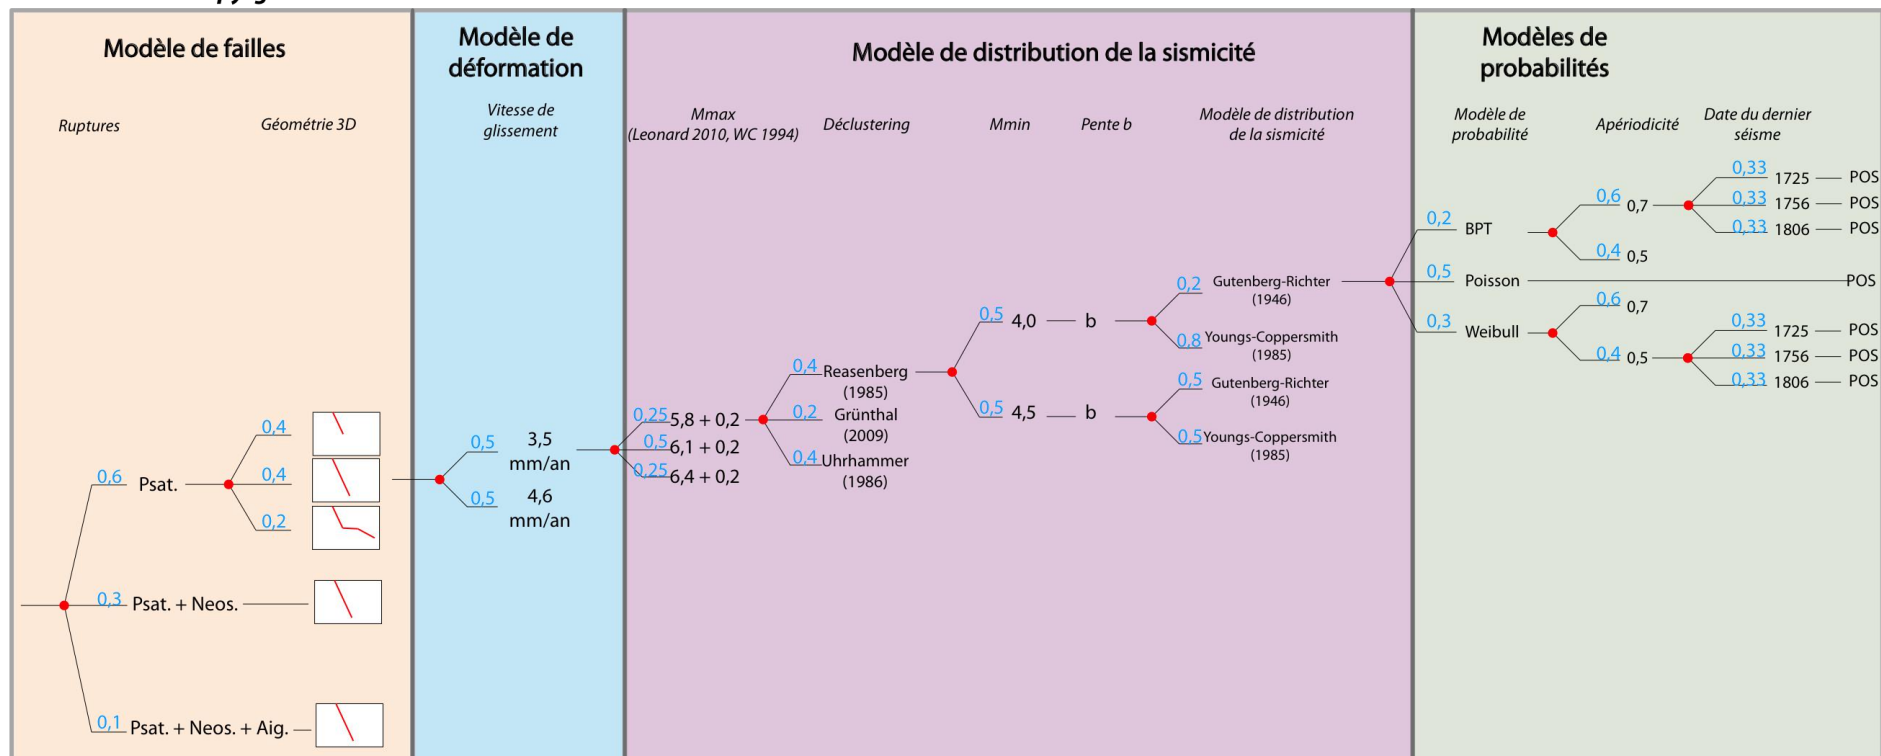 Modèle de failles
Modèle de
déformation
Modèle de distribution de la sismicité
Modèles de
probabilités
Ruptures
Géométrie 3D
Vitesse de
glissement
Mmax
(Leonard 2010, WC 1994)
Déclustering
Mmin
Pente b
Modèle de distribution
de la sismicité
Modèle de
probabilité
Apériodicité
Date du dernier
séisme
0,6 Psat.
0,4
0,4
0,2
0,3 Psat. + Neos.
0,1 Psat. + Neos. + Aig.
0,5 3,5
mm/an
0,5 4,6
mm/an
0,25 5,8 + 0,2
0,5 6,1 + 0,2
0,25 6,4 + 0,2
0,4 Reasenberg
(1985)
0,2 Grünthal
(2009)
0,4 Uhrhammer
(1986)
0,5 4,0 b
0,5 4,5 b
0,2 Gutenberg-Richter
(1946)
0,8 Youngs-Coppersmith
(1985)
0,5 Gutenberg-Richter
(1946)
0,5 Youngs-Coppersmith
(1985)
0,2 BPT
0,6 0,7
0,33 1725 POS
0,33 1756 POS
0,33 1806 POS
0,4 0,5
0,5 Poisson POS
0,3 Weibull
0,6 0,7
0,4 0,5
0,33 1725 POS
0,33 1756 POS
0,33 1806 POS